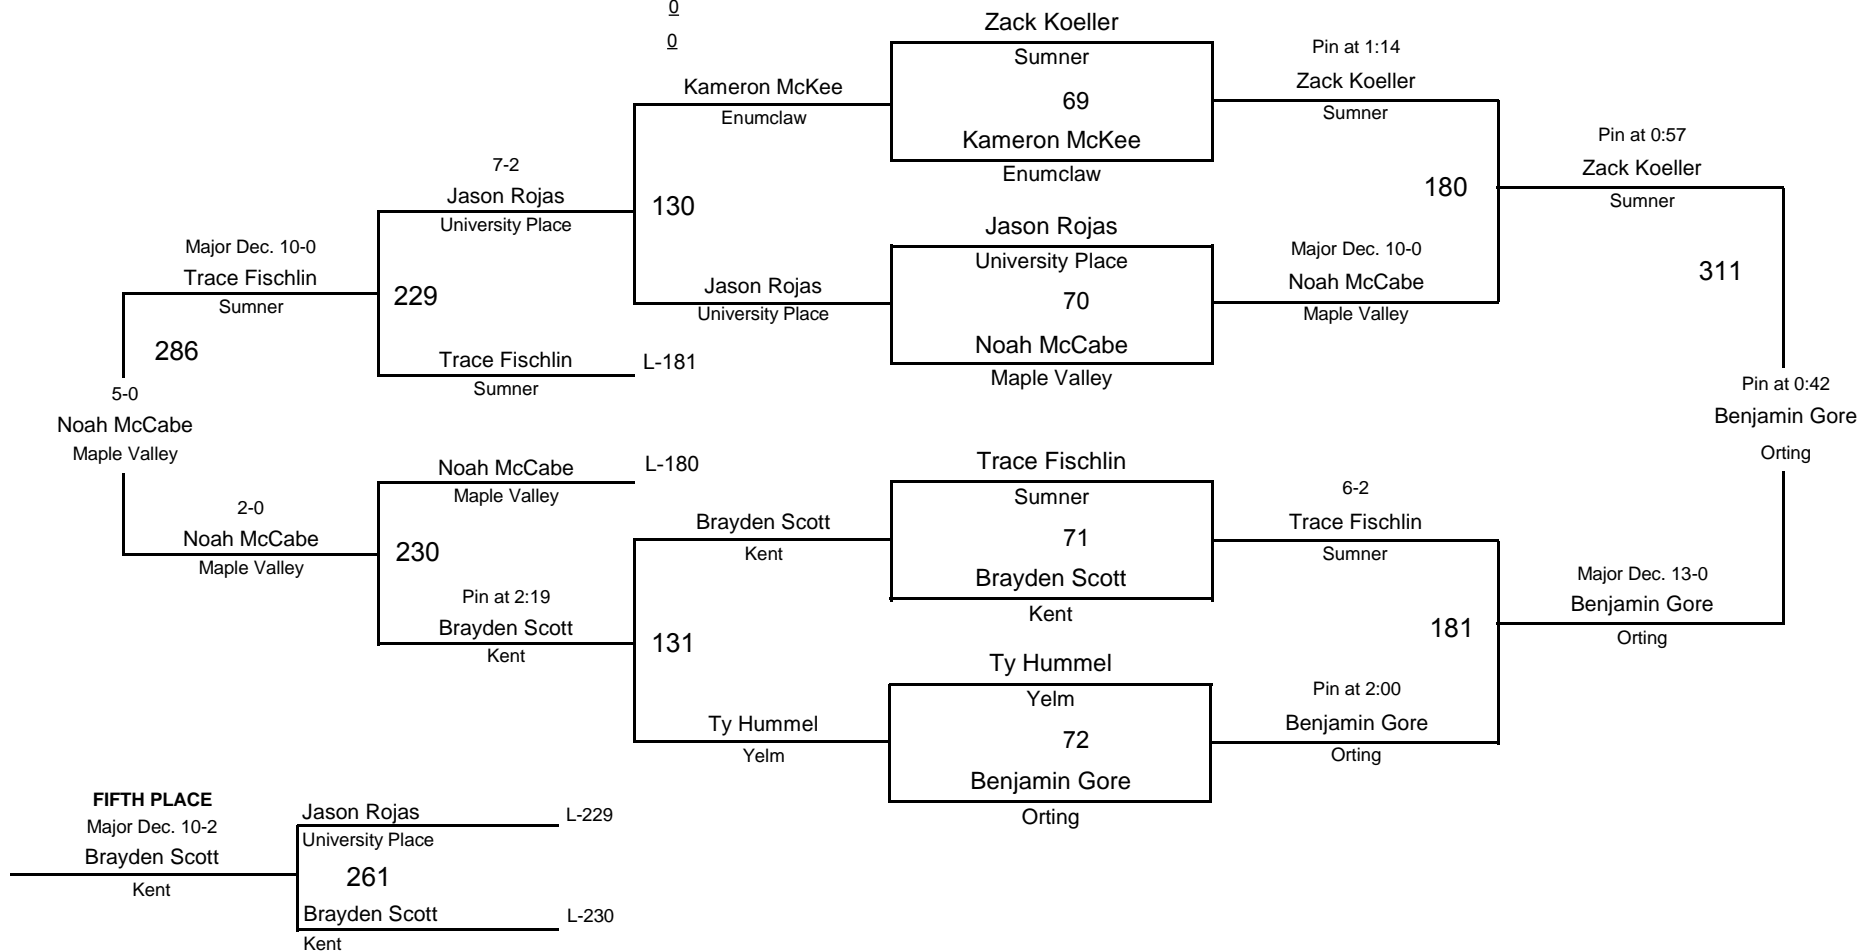 0
0
Zack Koeller
Sumner
69
Kameron McKee
Enumclaw
Kameron McKee
Enumclaw
Pin at 1:14
Zack Koeller
Sumner
Pin at 0:57
Zack Koeller
Sumner
180
311
7-2
Jason Rojas
University Place
130
Jason Rojas
University Place
70
Noah McCabe
Maple Valley
Jason Rojas
University Place
Major Dec. 10-0
Noah McCabe
Maple Valley
Major Dec. 10-0
Trace Fischlin
Sumner
229
286
Trace Fischlin
Sumner
L-181
5-0
Noah McCabe
Maple Valley
Pin at 0:42
Benjamin Gore
Orting
Noah McCabe
Maple Valley
L-180
2-0
Noah McCabe
Maple Valley
230
Pin at 2:19
Brayden Scott
Kent
131
Brayden Scott
Kent
Trace Fischlin
Sumner
71
Brayden Scott
Kent
6-2
Trace Fischlin
Sumner
181
Major Dec. 13-0
Benjamin Gore
Orting
Ty Hummel
Yelm
Ty Hummel
Yelm
72
Benjamin Gore
Orting
Pin at 2:00
Benjamin Gore
Orting
FIFTH PLACE
Major Dec. 10-2
Brayden Scott
Kent
Jason Rojas
University Place
L-229
261
Brayden Scott
Kent
L-230